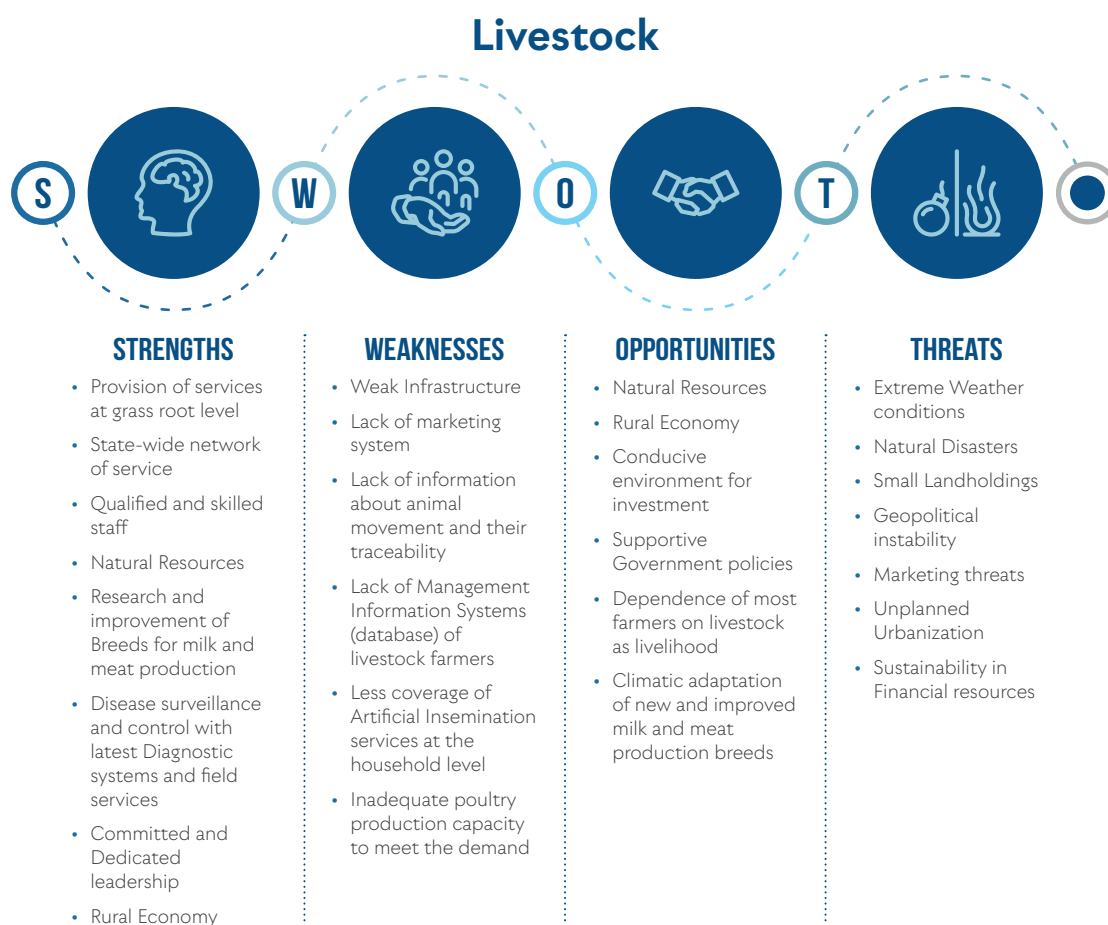 Livestock
S
W
O
T
STRENGTHS
• Provision of services
at grass root level
• State-wide network
of service
• Qualified and skilled
staff
• Natural Resources
• Research and
improvement of
Breeds for milk and
meat production
• Disease surveillance
and control with
latest Diagnostic
systems and field
services
• Committed and
Dedicated
leadership
• Rural Economy
WEAKNESSES
• Weak Infrastructure
• Lack of marketing
system
• Lack of information
about animal
movement and their
traceability
• Lack of Management
Information Systems
(database) of
livestock farmers
• Less coverage of
Artificial Insemination
services at the
household level
• Inadequate poultry
production capacity
to meet the demand
OPPORTUNITIES
• Natural Resources
• Rural Economy
• Conducive
environment for
investment
• Supportive
Government policies
• Dependence of most
farmers on livestock
as livelihood
• Climatic adaptation
of new and improved
milk and meat
production breeds
THREATS
• Extreme Weather
conditions
• Natural Disasters
• Small Landholdings
• Geopolitical
instability
• Marketing threats
• Unplanned
Urbanization
• Sustainability in
Financial resources